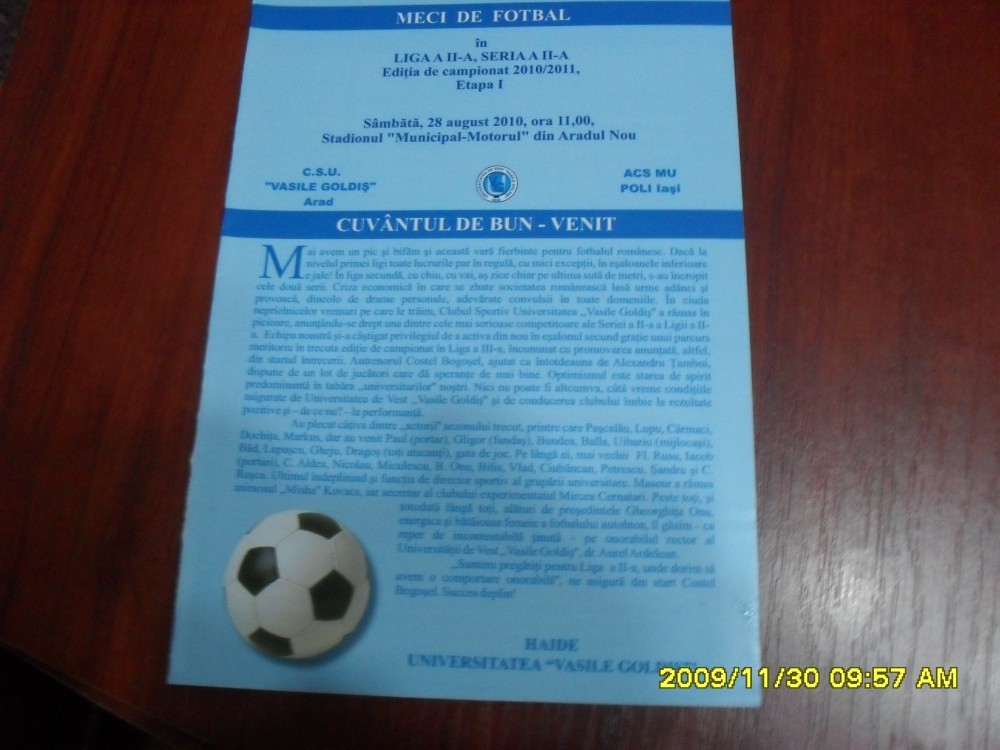 MECI DE FOTBAL
în
LIGA A II-A, SERIA A II-A
Ediția de campionat 2010/2011,
Etapa I
Sâmbătă, 28 august 2010, ora 11,00,
Stadionul "Municipal-Motorul" din Aradul Nou
C.S.U.
"VASILE GOLDIȘ"
Arad
ACS MU
POLI Iași
CUVÂNTUL DE BUN - VENIT
Mai avem un pic și bifăm și această vară fierbinte pentru fotbalul românesc. Dacă la
nivelul primei ligi toate lucrurile par în regulă, cu mici excepții, în eșaloanele inferioare
e jale! În liga secundă, cu chiu, cu vai, aș zice chiar pe ultima sută de metri, s-au încropit
cele două serii. Criza economică în care se zbate societatea românească lasă urme adânci și
provoacă, dincolo de drame personale, adevărate convulsii în toate domeniile. În ciuda
neprielnicelor vremuri pe care le trăim, Clubul Sportiv Universitatea „Vasile Goldiș” a rămas în
picioare, anunțându-se drept una dintre cele mai serioase competitoare ale Seriei a II-a a Ligii a II-
a. Echipa noastră și-a câștigat privilegiul de a activa din nou în eșalonul secund grație unui parcurs
meritoriu în trecuta ediție de campionat în Liga a III-a, încununat cu promovarea anunțată, altfel,
din startul întrecerii. Antrenorul Costel Bogoșel, ajutat ca întotdeauna de Alexandru Țamboi,
dispune de un lot de jucători care dă speranțe de mai bine. Optimismul este starea de spirit
predominantă în tabăra „universitarilor” noștri. Nici nu poate fi altcumva, câtă vreme condițiile
asigurate de Universitatea de Vest „Vasile Goldiș” și de conducerea clubului îmbie la rezultate
pozitive și – de ce nu? – la performanță.
Au plecat câțiva dintre „actorii” sezonului trecut, printre care Pașcalău, Lupu, Cârmaci,
Dochița, Markus, dar au venit Paul (portar), Gligor (fundaș), Bundea, Balla, Uihariu (mijlocași),
Băd, Lupașcu, Gheju, Dragoș (toți atacanți), gata de joc. Pe lângă ei, mai vechii Fl. Rusu, Iacob
(portari), C. Aldea, Nicolau, Miculescu, B. Onu, Biliu, Vlad, Ciubăncan, Petrescu, Șandru și C.
Roșca. Ultimul îndeplinind și funcția de director sportiv al grupării universitare. Maseur a rămas
inimosul „Misha” Kovacs, iar secretar al clubului experimentatul Mircea Cernatari. Peste toți, și
totodată lângă toți, alături de președintele Gheorghița Onu,
energica și bătăioasa femeie a fotbalului autohton, îl găsim – ca
reper de incontestabilă ținută – pe onorabilul rector al
Universității de Vest „Vasile Goldiș”, dr. Aurel Ardelean.
„Suntem pregătiți pentru Liga a II-a, unde dorim să
avem o comportare onorabilă”, ne asigură din start Costel
Bogoșel. Succes deplin!
HAIDE
UNIVERSITATEA “VASILE GOLDIȘ”
2009/11/30 09:57 AM